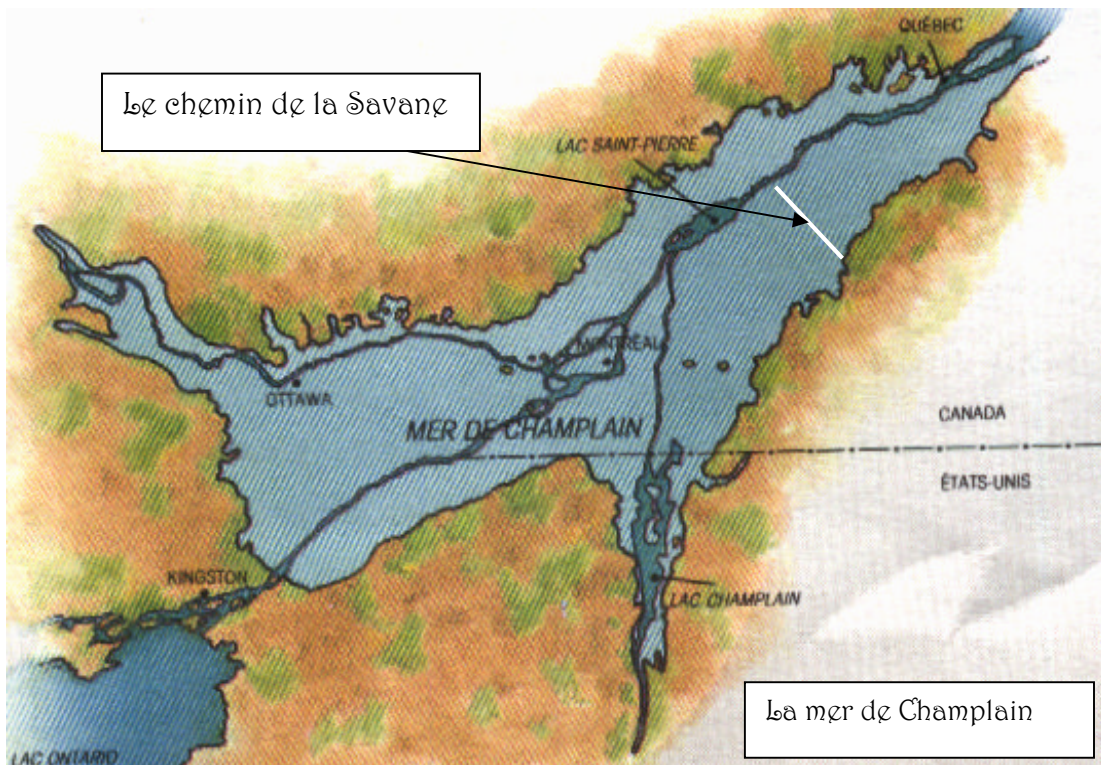 QUÉBEC
Le chemin de la Savane
LAC SAINT-PIERRE
MONTRÉAL
OTTAWA
MER DE CHAMPLAIN
CANADA
ÉTATS-UNIS
KINGSTON
LAC CHAMPLAIN
La mer de Champlain
LAC ONTARIO